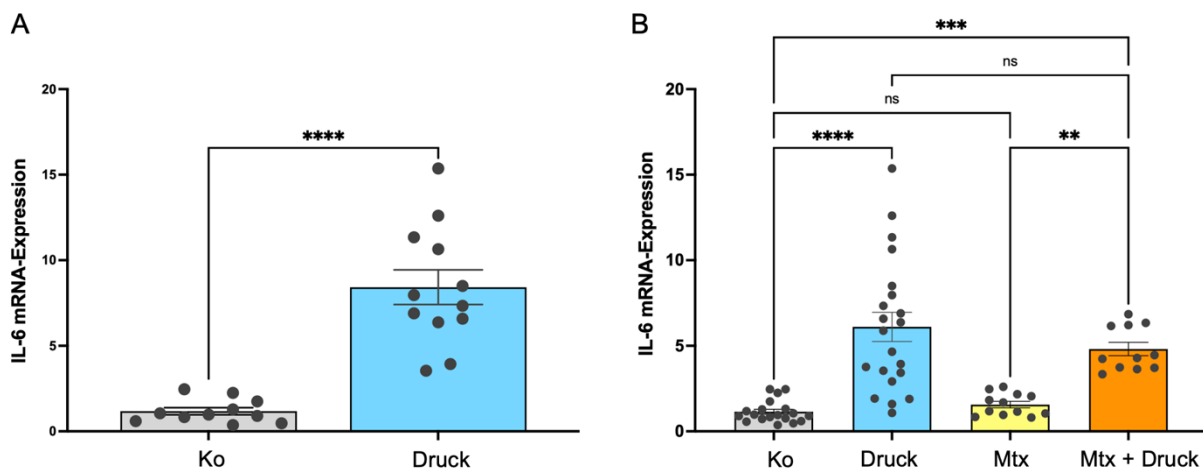 A
IL-6 mRNA-Expression
20
15
10
5
0
****
Ko
Druck
B
IL-6 mRNA-Expression
20
15
10
5
0
***
ns
ns
****
**
Ko
Druck
Mtx
Mtx + Druck